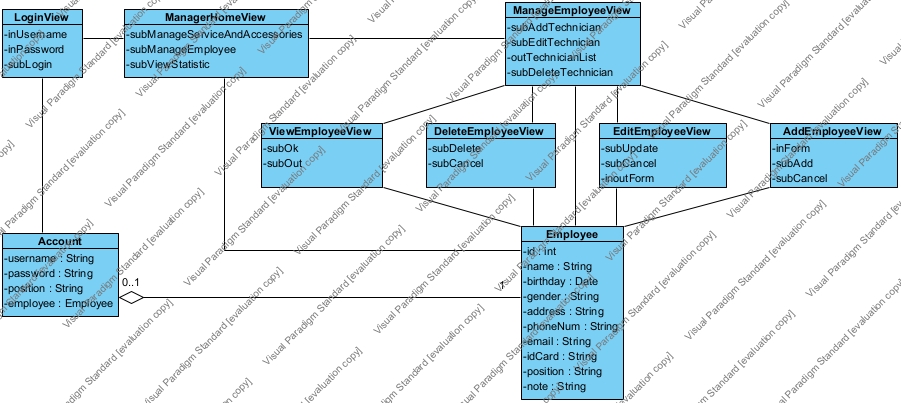 LoginView
-inUsername
-inPassword
-subLogin
ManagerHomeView
-subManageServiceAndAccessories
-subManageEmployee
-subViewStatistic
ManageEmployeeView
-subAddTechnician
-subEditTechnician
-outTechnicianList
-subDeleteTechnician
ViewEmployeeView
-subOk
-subOut
DeleteEmployeeView
-subDelete
-subCancel
EditEmployeeView
-subUpdate
-subCancel
-inoutForm
AddEmployeeView
-inForm
-subAdd
-subCancel
Account
-username : String
-password : String
-position : String
-employee : Employee
0..1
1
Employee
-id : int
-name : String
-birthday : Date
-gender : String
-address : String
-phoneNum : String
-email : String
-idCard : String
-position : String
-note : String
Visual Paradigm Standard [evaluation copy]